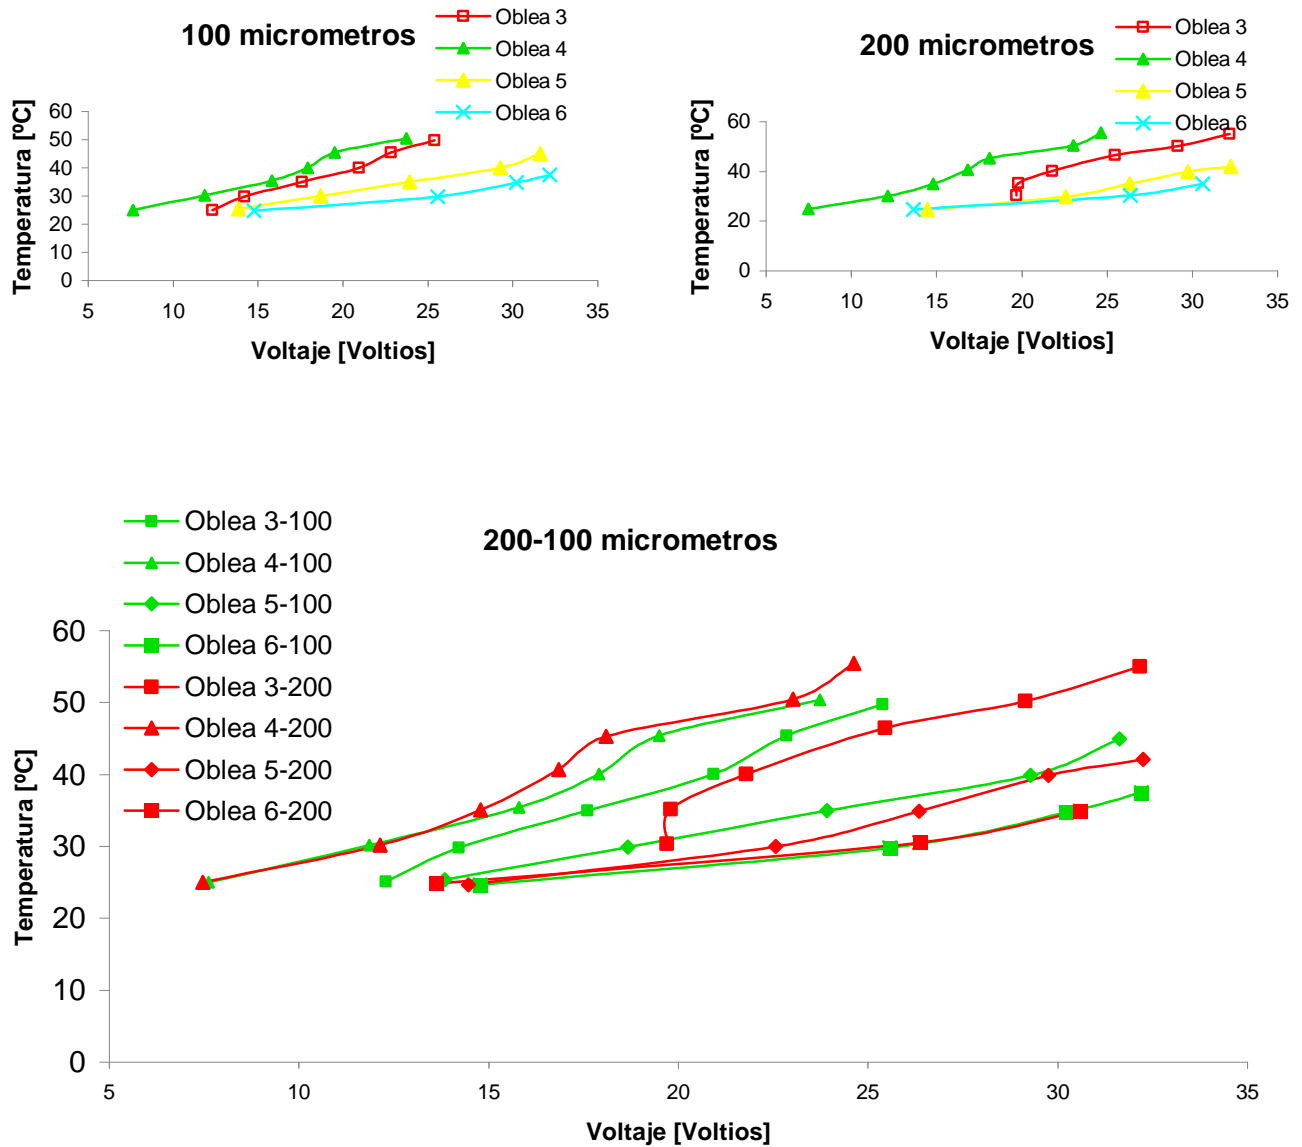 100 micrometros
Oblea 3
Oblea 4
Oblea 5
Oblea 6
Temperatura [ºC]
60
50
40
30
20
10
0
5 10 15 20 25 30 35
Voltaje [Voltios]
200 micrometros
Oblea 3
Oblea 4
Oblea 5
Oblea 6
Temperatura [ºC]
60
40
20
0
5 10 15 20 25 30 35
Voltaje [Voltios]
Oblea 3-100
Oblea 4-100
Oblea 5-100
Oblea 6-100
Oblea 3-200
Oblea 4-200
Oblea 5-200
Oblea 6-200
200-100 micrometros
Temperatura [ºC]
60
50
40
30
20
10
0
5 10 15 20 25 30 35
Voltaje [Voltios]